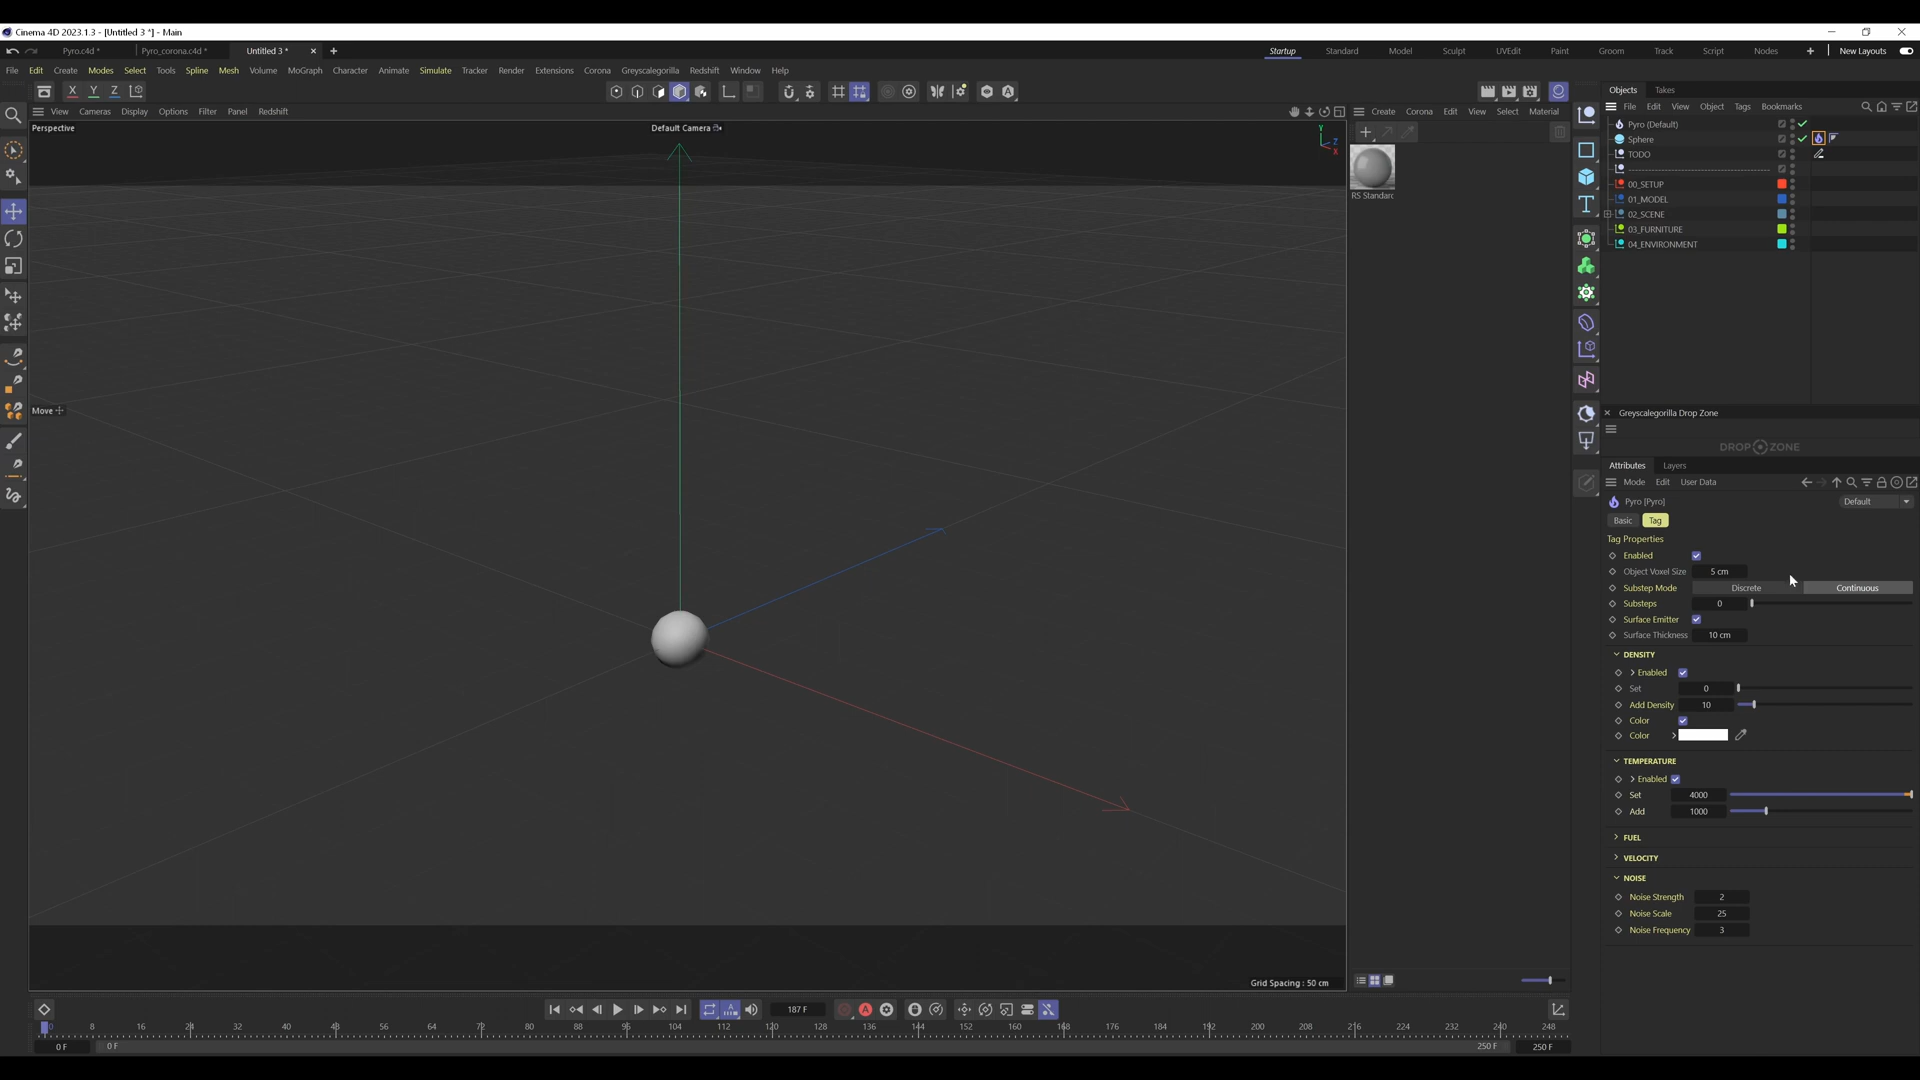 Cinema 4D 2023.1.3 - [Untitled 3 *] - Main
Pyro.c4d * Pyro_corona.c4d * Untitled 3 * Startup Standard Model Sculpt UVEdit Paint Groom Track Script Nodes New Layouts
File Edit Create Modes Select Tools Spline Mesh Volume MoGraph Character Animate Simulate Tracker Render Extensions Corona Greyscalegorilla Redshift Window Help
X Y Z
View Cameras Display Options Filter Panel Redshift
Perspective
Default Camera
Y
Z
X
Move
Grid Spacing : 50 cm
Create Corona Edit View Select Material
RS Standarc
Objects Takes
File Edit View Object Tags Bookmarks
Pyro (Default)
Sphere
TODO
00_SETUP
01_MODEL
02_SCENE
03_FURNITURE
04_ENVIRONMENT
Greyscalegorilla Drop Zone
DROP ZONE
Attributes Layers
Mode Edit User Data
Pyro [Pyro] Default
Basic Tag
Tag Properties
Enabled
Object Voxel Size 5 cm
Substep Mode Discrete Continuous
Substeps 0
Surface Emitter
Surface Thickness 10 cm
DENSITY
Enabled
Set 0
Add Density 10
Color
Color
TEMPERATURE
Enabled
Set 4000
Add 1000
FUEL
VELOCITY
NOISE
Noise Strength 2
Noise Scale 25
Noise Frequency 3
187 F
0 8 16 24 32 40 48 56 64 72 80 88 96 104 112 120 128 136 144 152 160 168 176 184 192 200 208 216 224 232 240 248
0 F 0 F 250 F 250 F